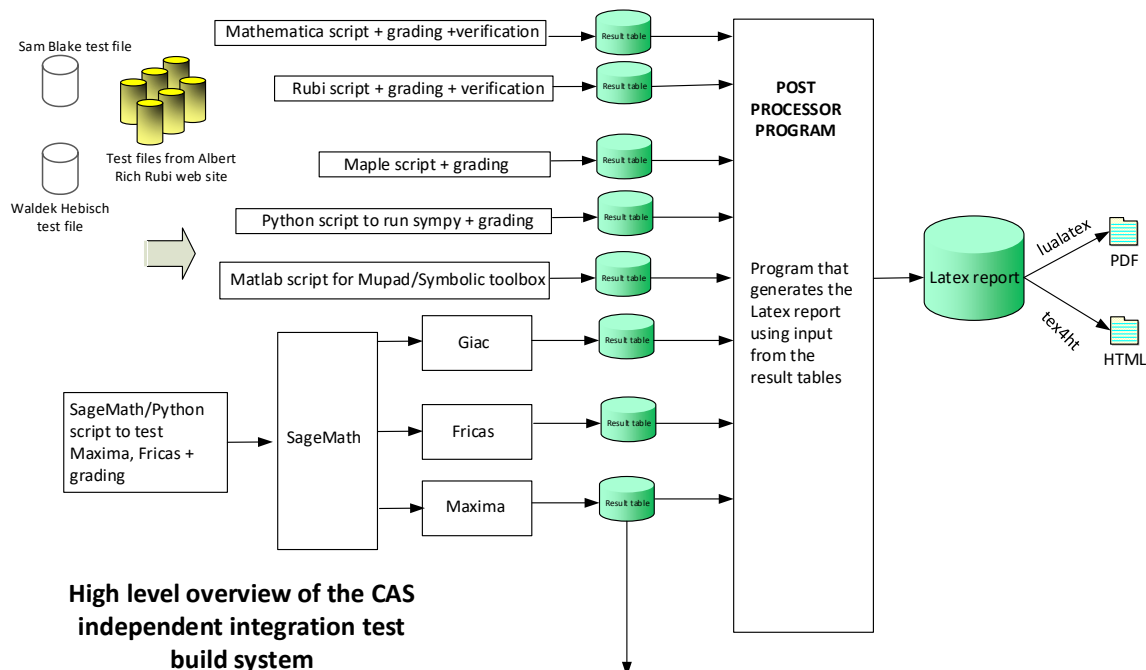 Sam Blake test file
Test files from Albert
Rich Rubi web site
Waldek Hebisch
test file
Mathematica script + grading +verification
Result table
Rubi script + grading + verification
Result table
Maple script + grading
Result table
Python script to run sympy + grading
Result table
Matlab script for Mupad/Symbolic toolbox
Result table
SageMath/Python
script to test
Maxima, Fricas +
grading
SageMath
Giac
Result table
Fricas
Result table
Maxima
Result table
POST
PROCESSOR
PROGRAM
Program that
generates the
Latex report
using input
from the
result tables
Latex report
lualatex
PDF
tex4ht
HTML
High level overview of the CAS
independent integration test
build system